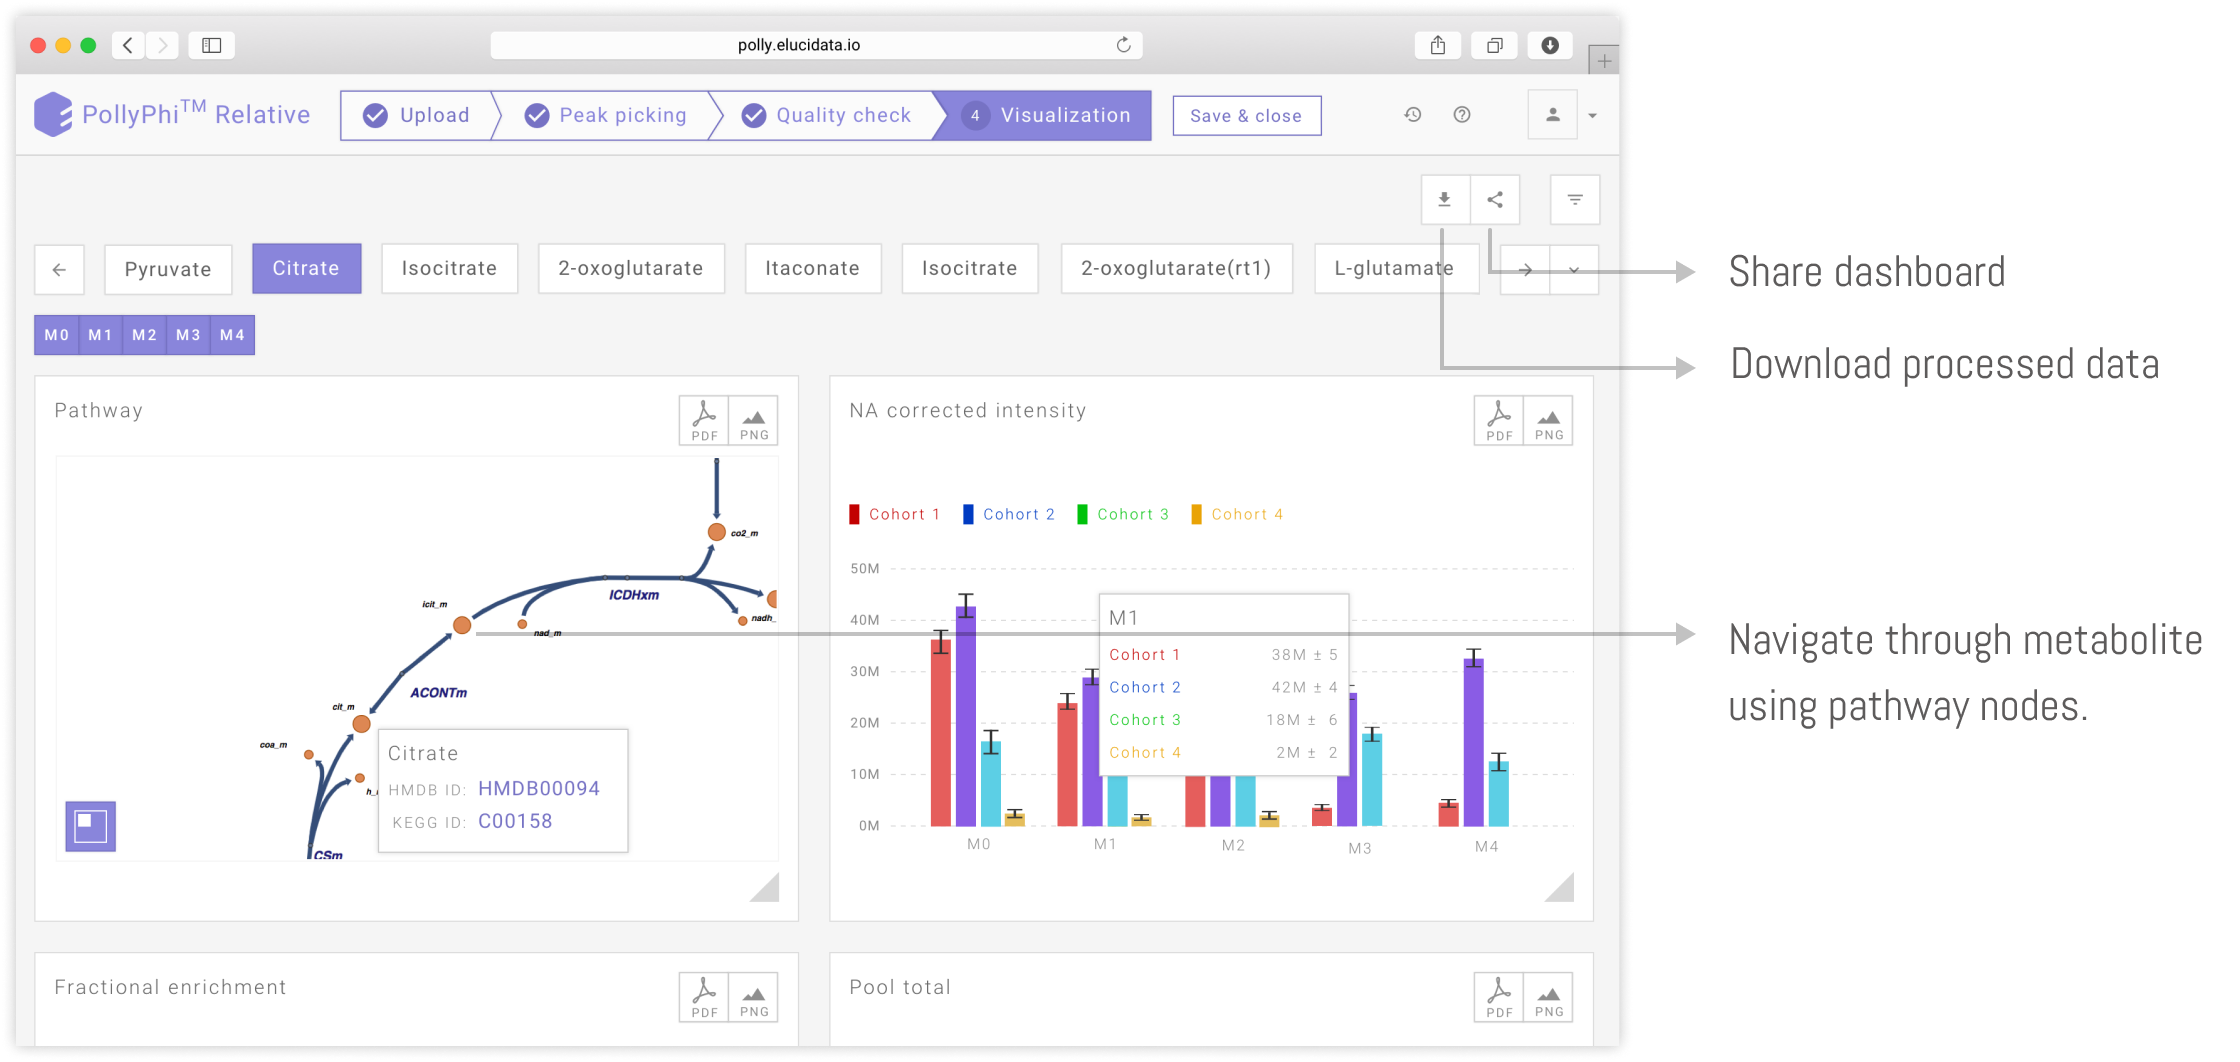 polly.elucidata.io
PollyPhi™ Relative
Upload
Peak picking
Quality check
4 Visualization
Save & close
Pyruvate
Citrate
Isocitrate
2-oxoglutarate
Itaconate
Isocitrate
2-oxoglutarate(rt1)
L-glutamate
Share dashboard
M0 M1 M2 M3 M4
Download processed data
Pathway
PDF PNG
co2_m
icit_m
ICDHxm
nad_m
nadh_
ACONTm
cit_m
coa_m
Citrate
HMDB ID: HMDB00094
KEGG ID: C00158
CSm
NA corrected intensity
PDF PNG
Cohort 1 Cohort 2 Cohort 3 Cohort 4
50M
40M
30M
20M
10M
0M
M1
Cohort 1 38M ± 5
Cohort 2 42M ± 4
Cohort 3 18M ± 6
Cohort 4 2M ± 2
M0 M1 M2 M3 M4
Navigate through metabolite
using pathway nodes.
Fractional enrichment
PDF PNG
Pool total
PDF PNG